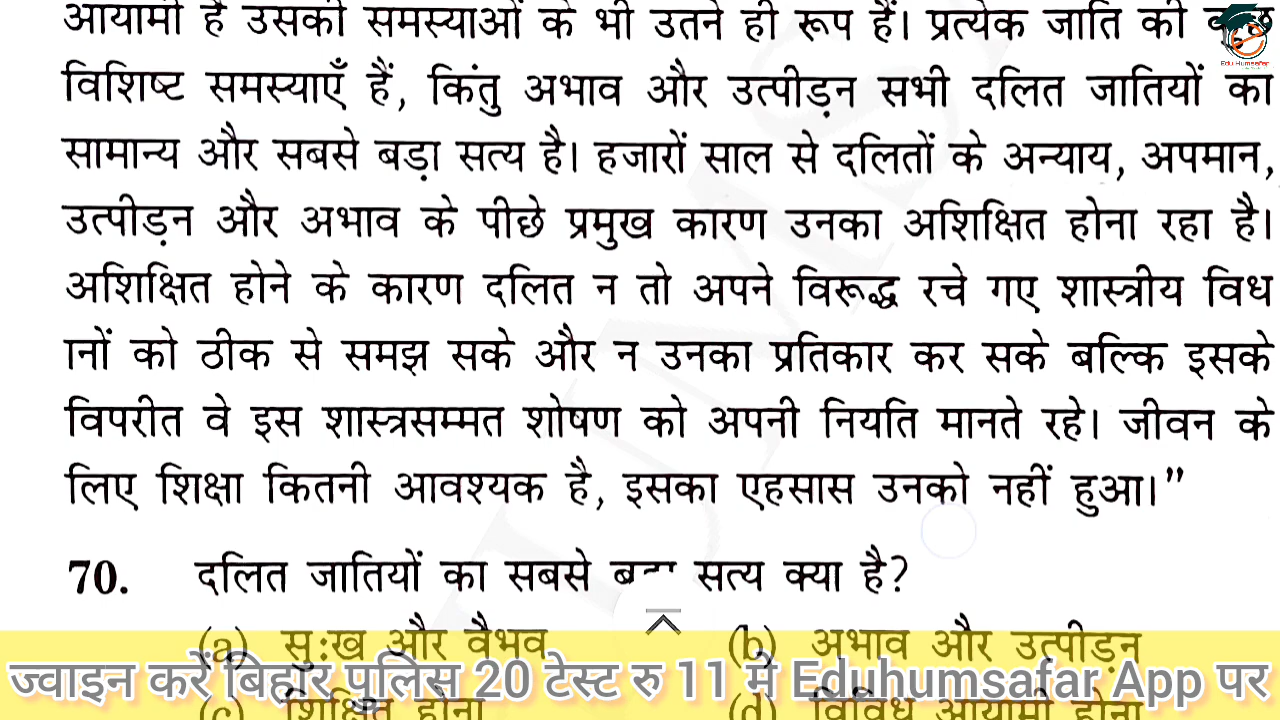 आयामी है उसकी समस्याओं के भी उतने ही रूप हैं। प्रत्येक जाति की कुछ
Edu Humsafar
विशिष्ट समस्याएँ हैं, किंतु अभाव और उत्पीड़न सभी दलित जातियों का
सामान्य और सबसे बड़ा सत्य है। हजारों साल से दलितों के अन्याय, अपमान,
उत्पीड़न और अभाव के पीछे प्रमुख कारण उनका अशिक्षित होना रहा है।
अशिक्षित होने के कारण दलित न तो अपने विरूद्ध रचे गए शास्त्रीय विध
ानों को ठीक से समझ सके और न उनका प्रतिकार कर सके बल्कि इसके
विपरीत वे इस शास्त्रसम्मत शोषण को अपनी नियति मानते रहे। जीवन के
लिए शिक्षा कितनी आवश्यक है, इसका एहसास उनको नहीं हुआ।”
70. दलित जातियों का सबसे बड़ा सत्य क्या है?
(a) सुःख और वैभव (b) अभाव और उत्पीड़न
ज्वाइन करें बिहार पुलिस 20 टेस्ट रु 11 मे Eduhumsafar App पर
(c) शिक्षित होना (d) विविध आयामी होना